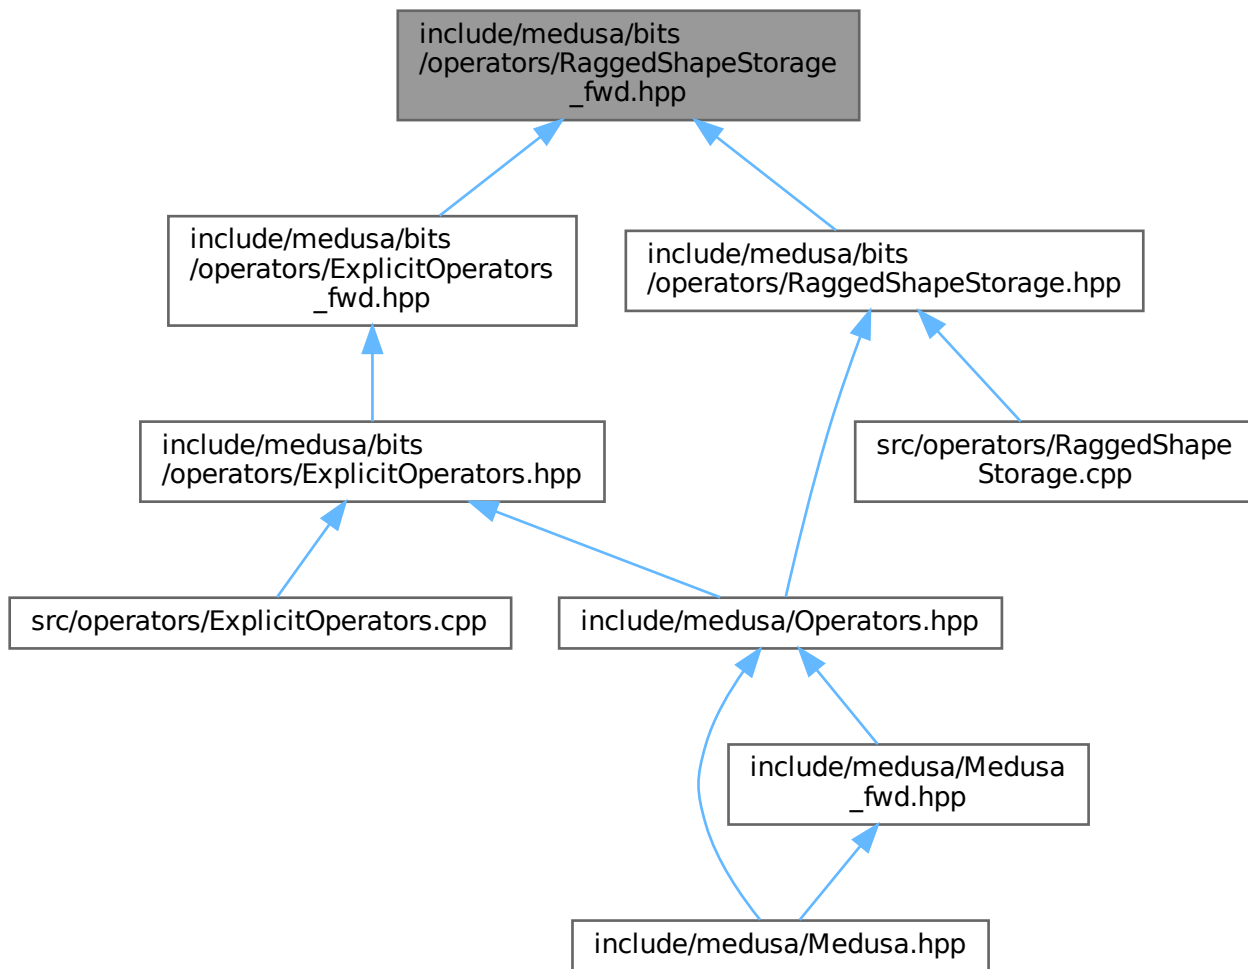 include/medusa/bits
/operators/RaggedShapeStorage
_fwd.hpp
include/medusa/bits
/operators/ExplicitOperators
_fwd.hpp
include/medusa/bits
/operators/RaggedShapeStorage.hpp
include/medusa/bits
/operators/ExplicitOperators.hpp
src/operators/RaggedShape
Storage.cpp
src/operators/ExplicitOperators.cpp
include/medusa/Operators.hpp
include/medusa/Medusa
_fwd.hpp
include/medusa/Medusa.hpp